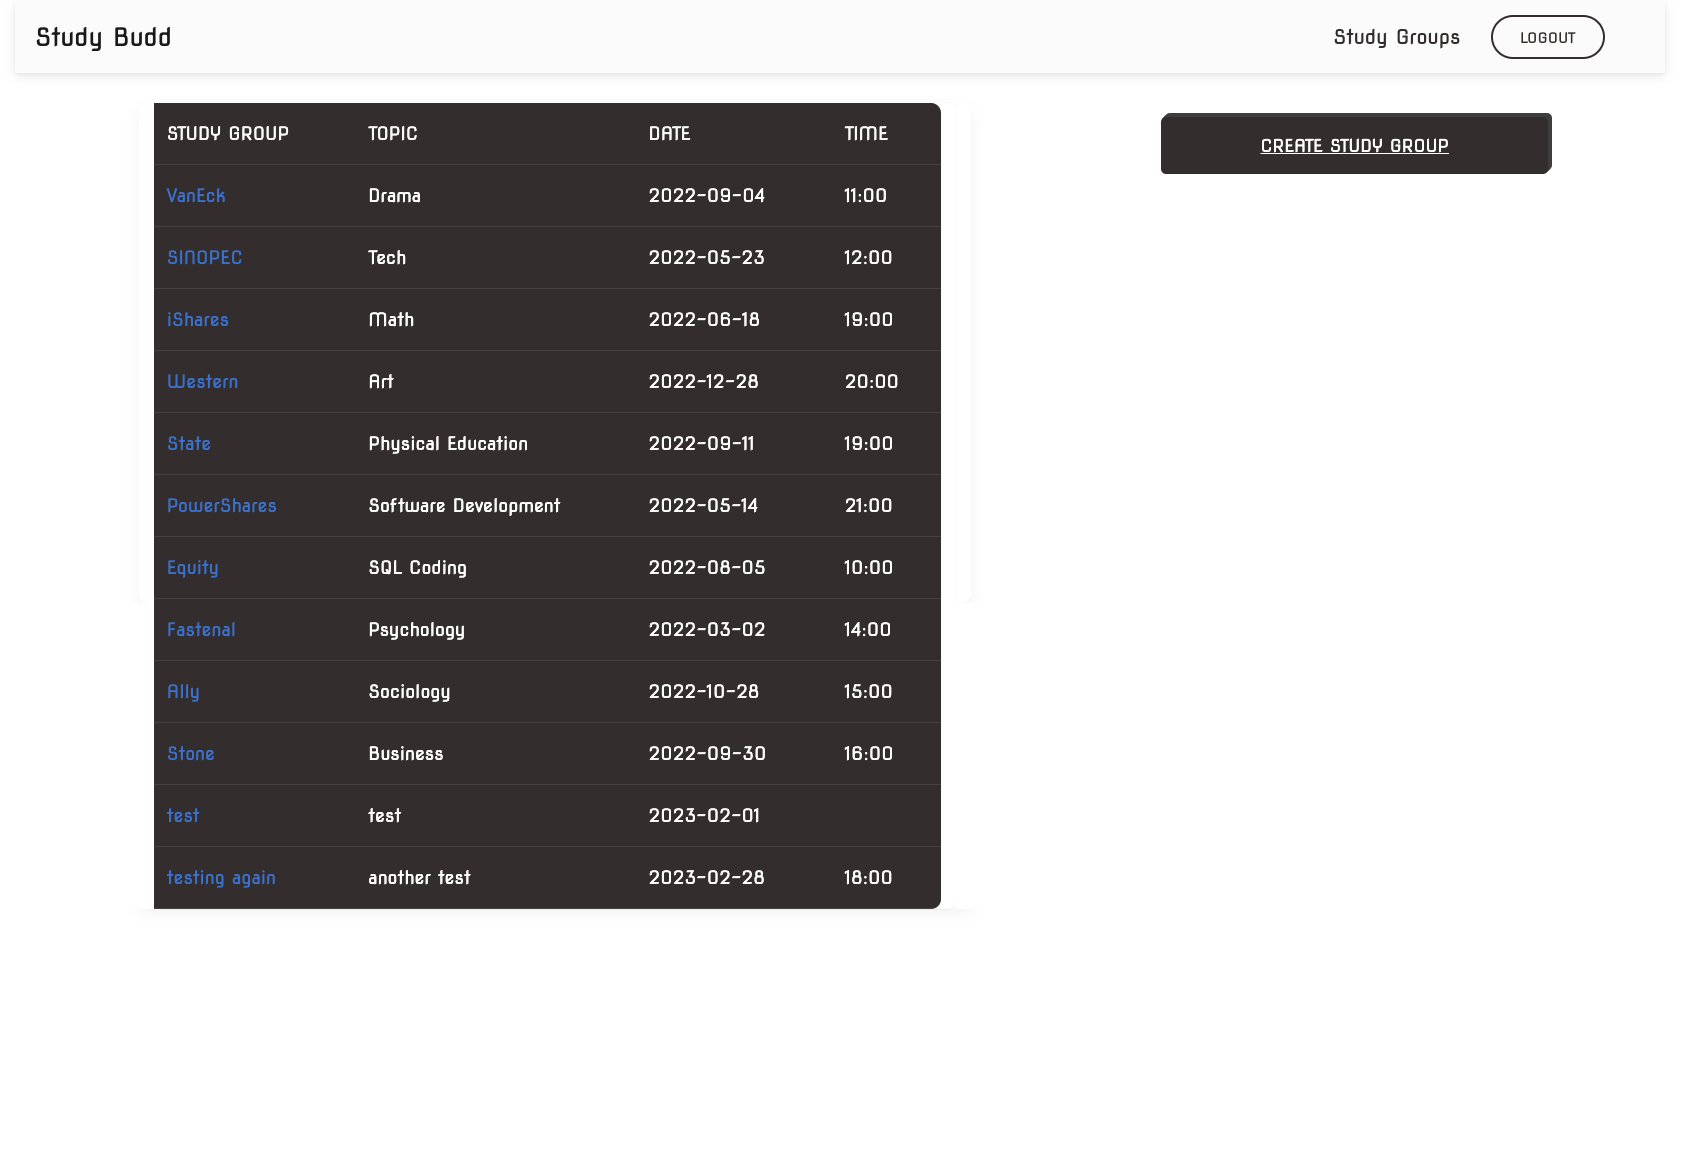 Study Budd
Study Groups LOGOUT
STUDY GROUP TOPIC DATE TIME
VanEck Drama 2022-09-04 11:00
SINOPEC Tech 2022-05-23 12:00
iShares Math 2022-06-18 19:00
Western Art 2022-12-28 20:00
State Physical Education 2022-09-11 19:00
PowerShares Software Development 2022-05-14 21:00
Equity SQL Coding 2022-08-05 10:00
Fastenal Psychology 2022-03-02 14:00
Ally Sociology 2022-10-28 15:00
Stone Business 2022-09-30 16:00
test test 2023-02-01
testing again another test 2023-02-28 18:00
CREATE STUDY GROUP